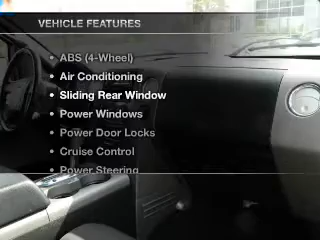 VEHICLE FEATURES
• ABS (4-Wheel)
• Air Conditioning
• Sliding Rear Window
• Power Windows
• Power Door Locks
• Cruise Control
• Power Steering